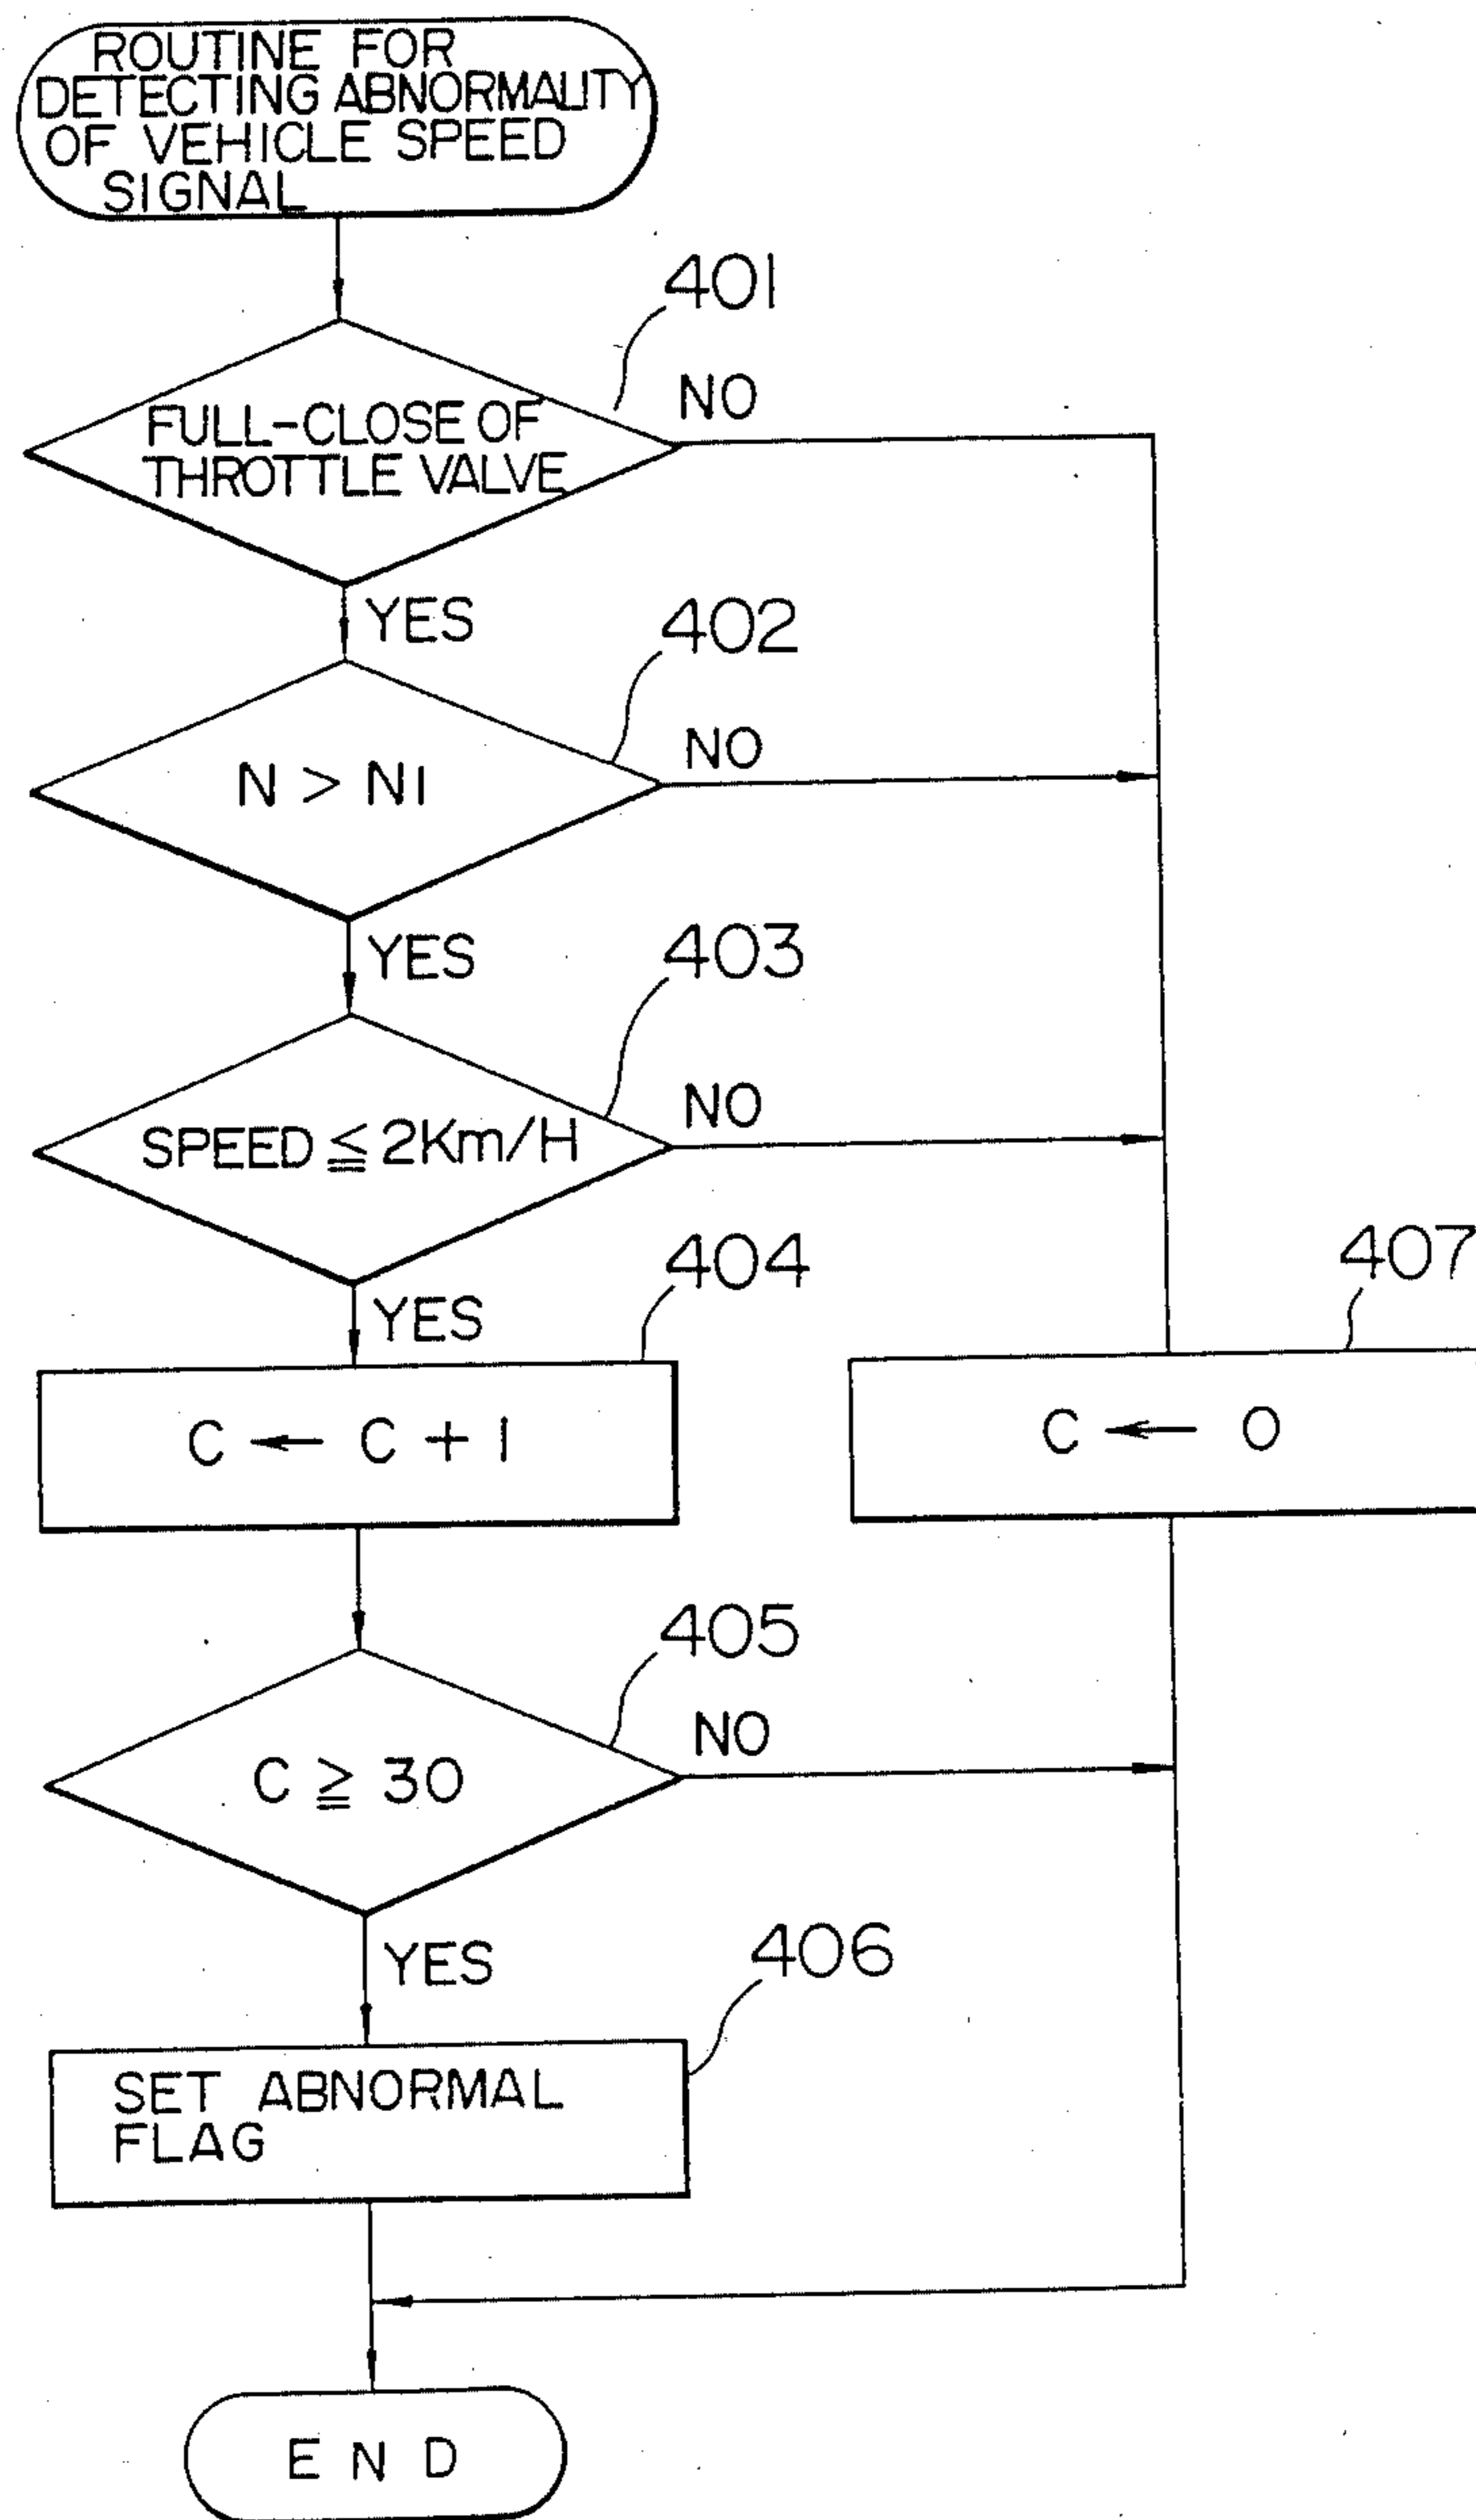 ROUTINE FOR
DETECTING ABNORMALITY
OF VEHICLE SPEED
SIGNAL
401
NO
FULL-CLOSE OF
THROTTLE VALVE
YES
402
NO
N > N1
YES
403
NO
SPEED ≦ 2Km/H
YES
404
407
C ← C + 1
C ← 0
405
NO
C ≧ 30
YES
406
SET ABNORMAL
FLAG
END